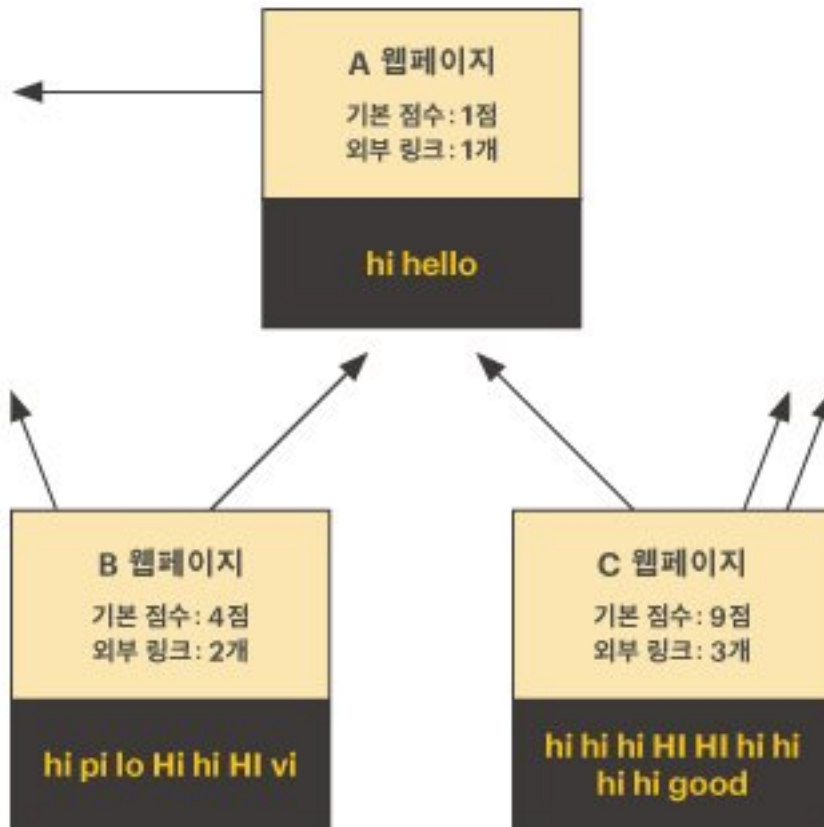 A 웹페이지
기본 점수 : 1점
외부 링크 : 1개
hi hello
B 웹페이지
기본 점수 : 4점
외부 링크 : 2개
hi pi lo Hi hi HI vi
C 웹페이지
기본 점수 : 9점
외부 링크 : 3개
hi hi hi HI HI hi hi
hi hi good